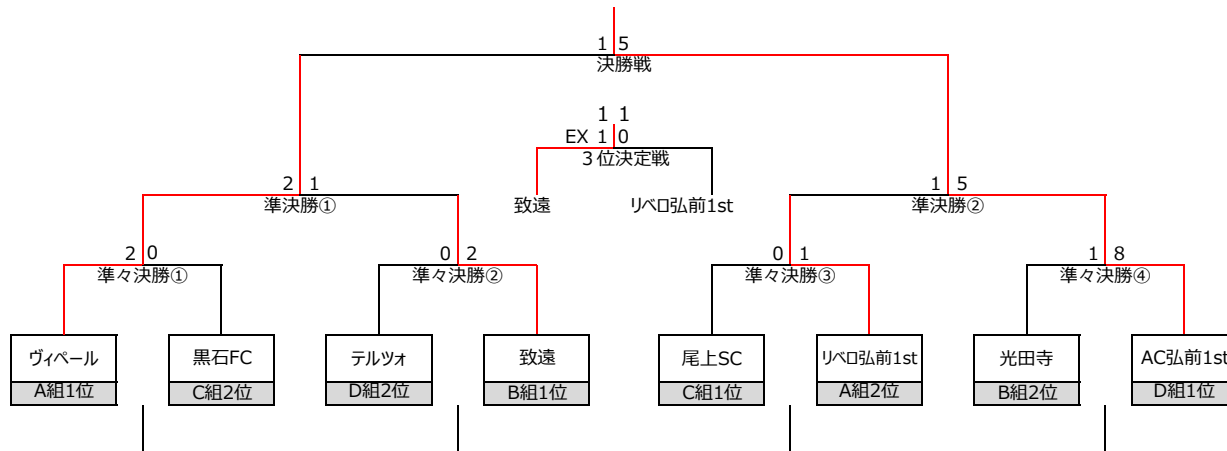 1 5
決勝戦
1 1
EX 1 0
3位決定戦
致遠 リベロ弘前1st
2 1
準決勝①
1 5
準決勝②
2 0
準々決勝①
0 2
準々決勝②
0 1
準々決勝③
1 8
準々決勝④
ヴィペール 黒石FC テルツォ 致遠 尾上SC リベロ弘前1st 光田寺 AC弘前1st
A組1位 C組2位 D組2位 B組1位 C組1位 A組2位 B組2位 D組1位